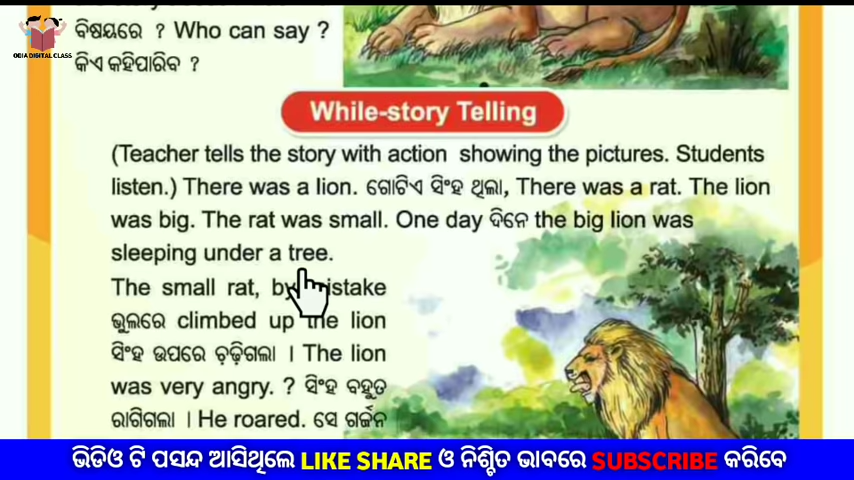 ବିଷୟରେ ? Who can say ?
କିଏ କହିପାରିବ ?
ODIA DIGITAL CLASS
While-story Telling
(Teacher tells the story with action showing the pictures. Students
listen.) There was a lion. ଗୋଟିଏ ସିଂହ ଥିଲା, There was a rat. The lion
was big. The rat was small. One day ଦିନେ the big lion was
sleeping under a tree.
The small rat, by mistake
ଭୁଲରେ climbed up the lion
ସିଂହ ଉପରେ ଚଢ଼ିଗଲା । The lion
was very angry. ? ସିଂହ ବହୁତ
ରାଗିଗଲା । He roared. ସେ ଗର୍ଜନ
ଭିଡିଓ ଟି ପସନ୍ଦ ଆସିଥିଲେ LIKE SHARE ଓ ନିଶ୍ଚିତ ଭାବରେ SUBSCRIBE କରିବେ